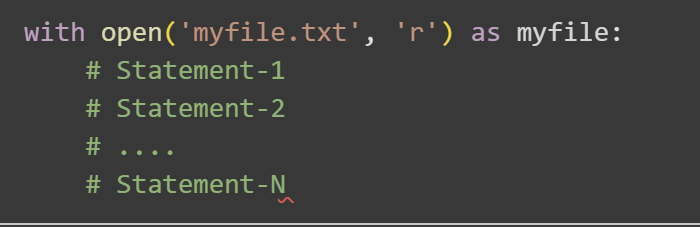 with open('myfile.txt', 'r') as myfile:
    # Statement-1
    # Statement-2
    # ....
    # Statement-N